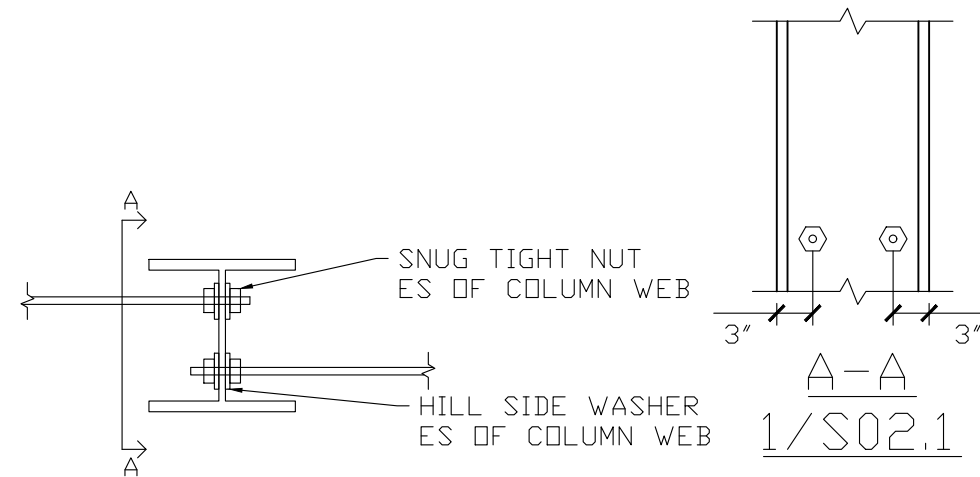 A
SNUG TIGHT NUT
ES OF COLUMN WEB
HILL SIDE WASHER
ES OF COLUMN WEB
A
3"
3"
A-A
1/S02.1